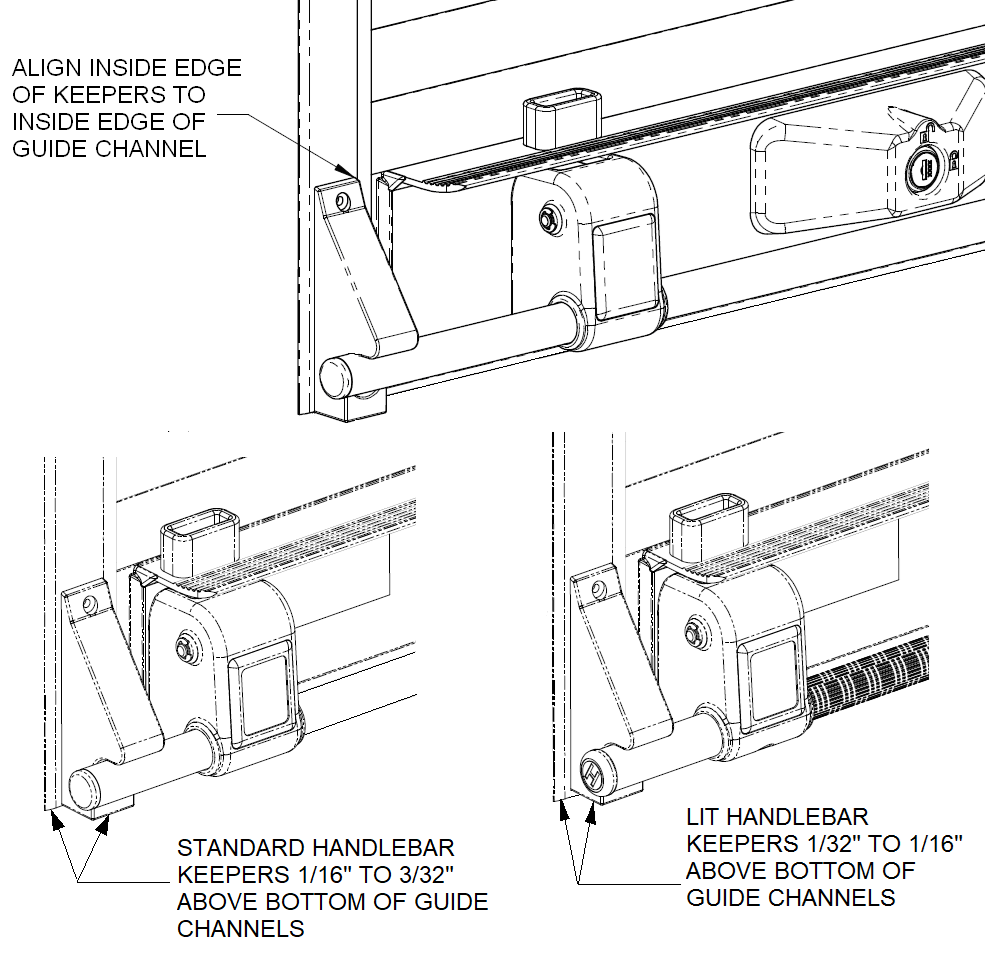 ALIGN INSIDE EDGE
OF KEEPERS TO
INSIDE EDGE OF
GUIDE CHANNEL
STANDARD HANDLEBAR
KEEPERS 1/16" TO 3/32"
ABOVE BOTTOM OF GUIDE
CHANNELS
LIT HANDLEBAR
KEEPERS 1/32" TO 1/16"
ABOVE BOTTOM OF
GUIDE CHANNELS